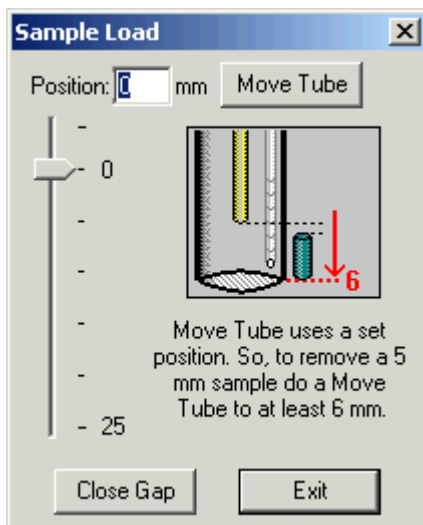 Sample Load
Position: 0 mm Move Tube
0
25
6
Move Tube uses a set
position. So, to remove a 5
mm sample do a Move
Tube to at least 6 mm.
Close Gap Exit